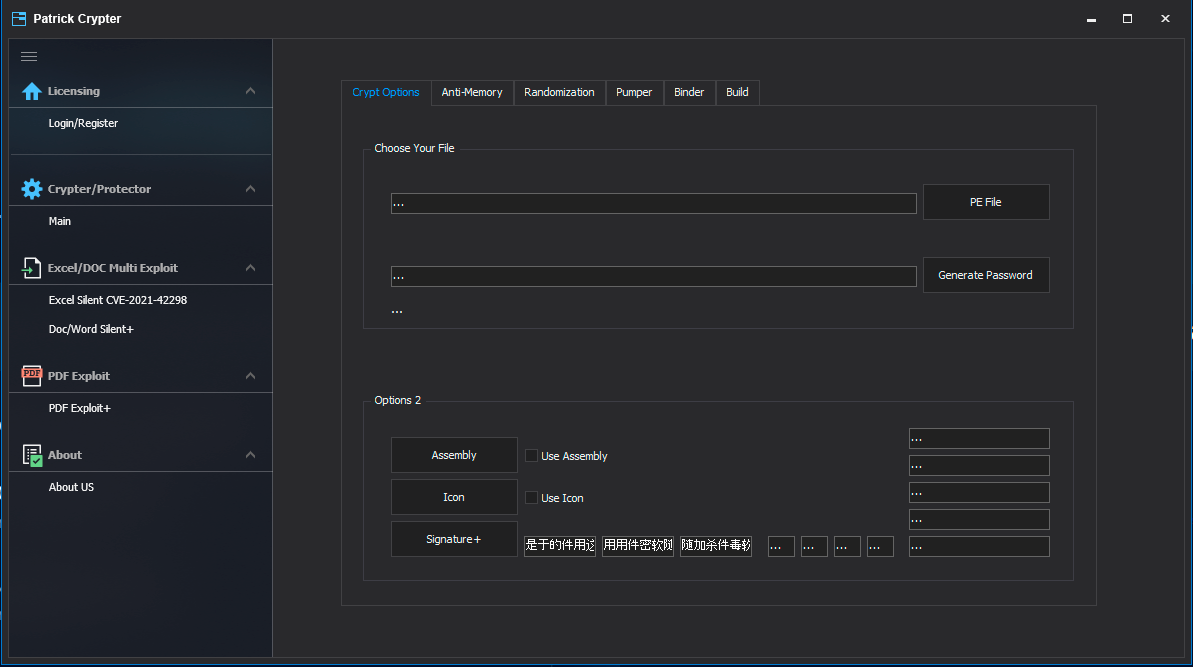 Patrick Crypter
Licensing
Login/Register
Crypter/Protector
Main
Excel/DOC Multi Exploit
Excel Silent CVE-2021-42298
Doc/Word Silent+
PDF
PDF Exploit
PDF Exploit+
About
About US
Crypt Options
Anti-Memory
Randomization
Pumper
Binder
Build
Choose Your File
...
PE File
...
Generate Password
...
Options 2
Assembly
Use Assembly
...
...
Icon
Use Icon
...
...
Signature+
是于的件用这
用用件密软随
随加杀件毒软
...
...
...
...
...